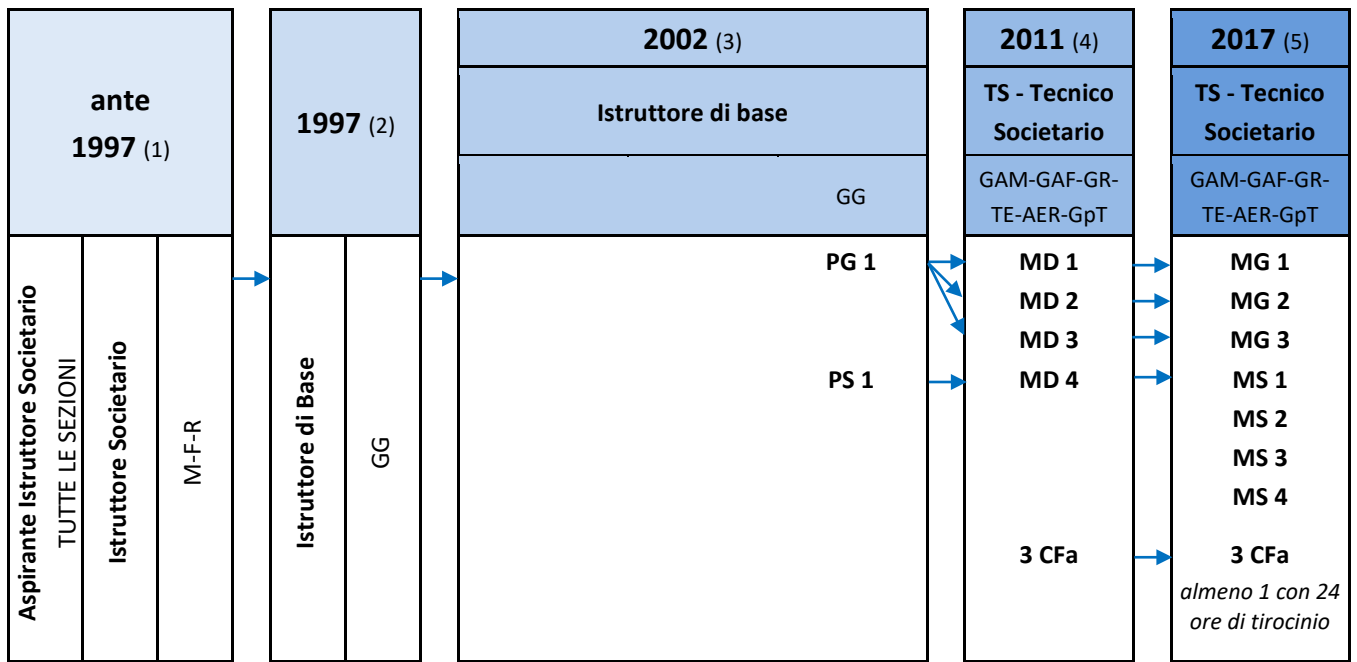 ante
1997 (1)
Aspirante Istruttore Societario
TUTTE LE SEZIONI
Istruttore Societario
M-F-R
1997 (2)
Istruttore di Base
GG
2002 (3)
Istruttore di base
GG
PG 1
PS 1
2011 (4)
TS - Tecnico
Societario
GAM-GAF-GR-
TE-AER-GpT
MD 1
MD 2
MD 3
MD 4
3 CFa
2017 (5)
TS - Tecnico
Societario
GAM-GAF-GR-
TE-AER-GpT
MG 1
MG 2
MG 3
MS 1
MS 2
MS 3
MS 4
3 CFa
almeno 1 con 24
ore di tirocinio